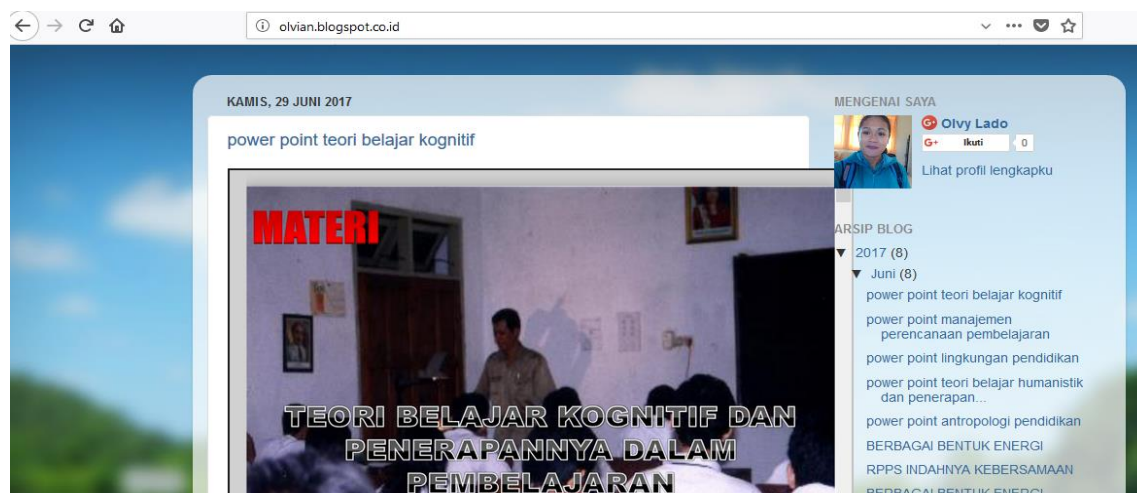 olvian.blogspot.co.id
KAMIS, 29 JUNI 2017
power point teori belajar kognitif
MATERI
TEORI BELAJAR KOGNITIF DAN
PENERAPANNYA DALAM
PEMBELAJARAN
MENGENAI SAYA
Olvy Lado
G+ Ikuti 0
Lihat profil lengkapku
ARSIP BLOG
▼ 2017 (8)
▼ Juni (8)
power point teori belajar kognitif
power point manajemen
perencanaan pembelajaran
power point lingkungan pendidikan
power point teori belajar humanistik
dan penerapan...
power point antropologi pendidikan
BERBAGAI BENTUK ENERGI
RPPS INDAHNYA KEBERSAMAAN
BERBAGAI BENTUK ENERGI